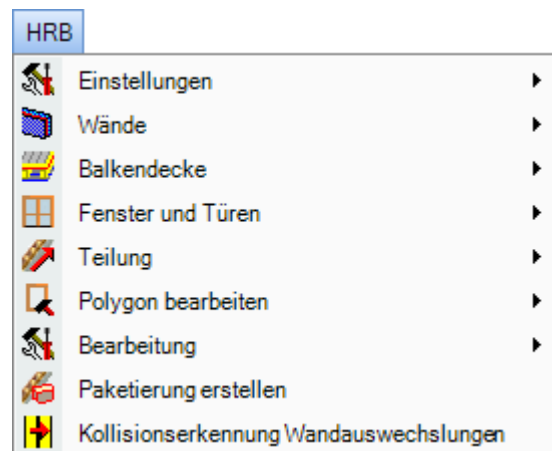 HRB
Einstellungen
Wände
Balkendecke
Fenster und Türen
Teilung
Polygon bearbeiten
Bearbeitung
Paketierung erstellen
Kollisionserkennung Wandauswechslungen